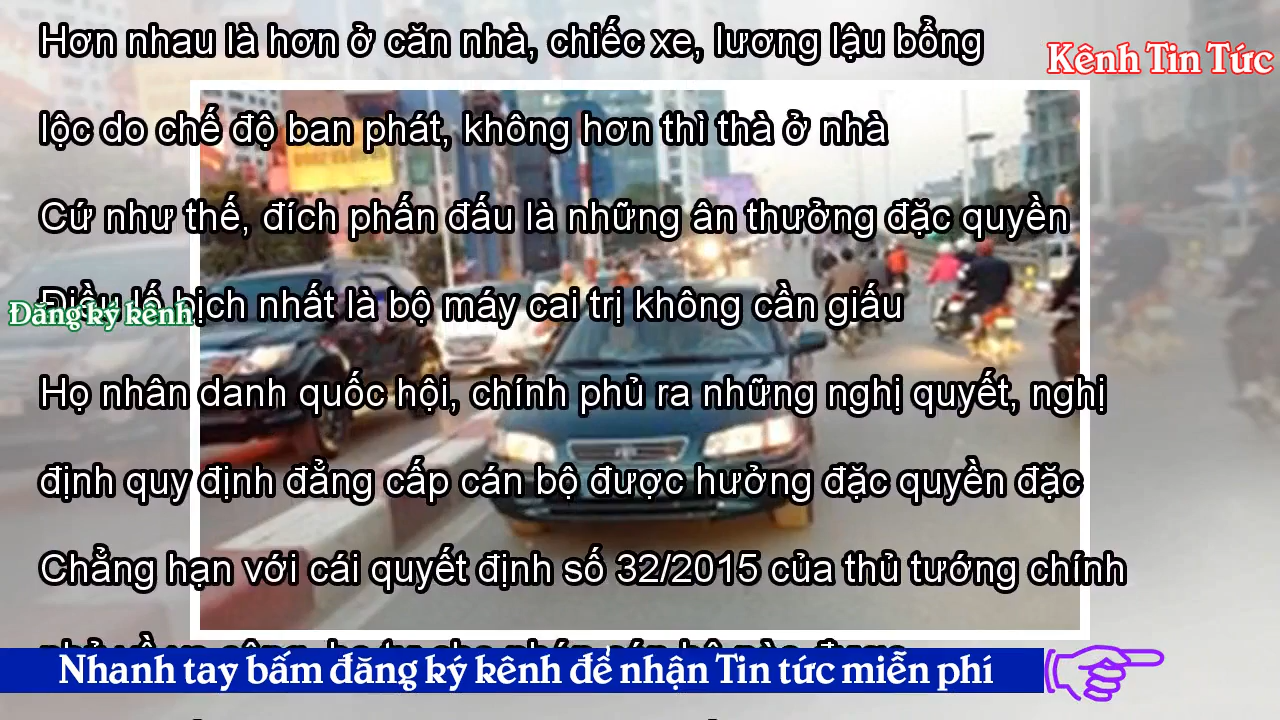 Hơn nhau là hơn ở căn nhà, chiếc xe, lương lậu bổng
Kênh Tin Tức
lộc do chế độ ban phát, không hơn thì thà ở nhà
Cứ như thế, đích phấn đấu là những ân thưởng đặc quyền
Điều lố bịch nhất là bộ máy cai trị không cần giấu
Đăng ký kênh
Họ nhân danh quốc hội, chính phủ ra những nghị quyết, nghị
định quy định đẳng cấp cán bộ được hưởng đặc quyền đặc
Chẳng hạn với cái quyết định số 32/2015 của thủ tướng chính
Nhanh tay bấm đăng ký kênh để nhận Tin tức miễn phí